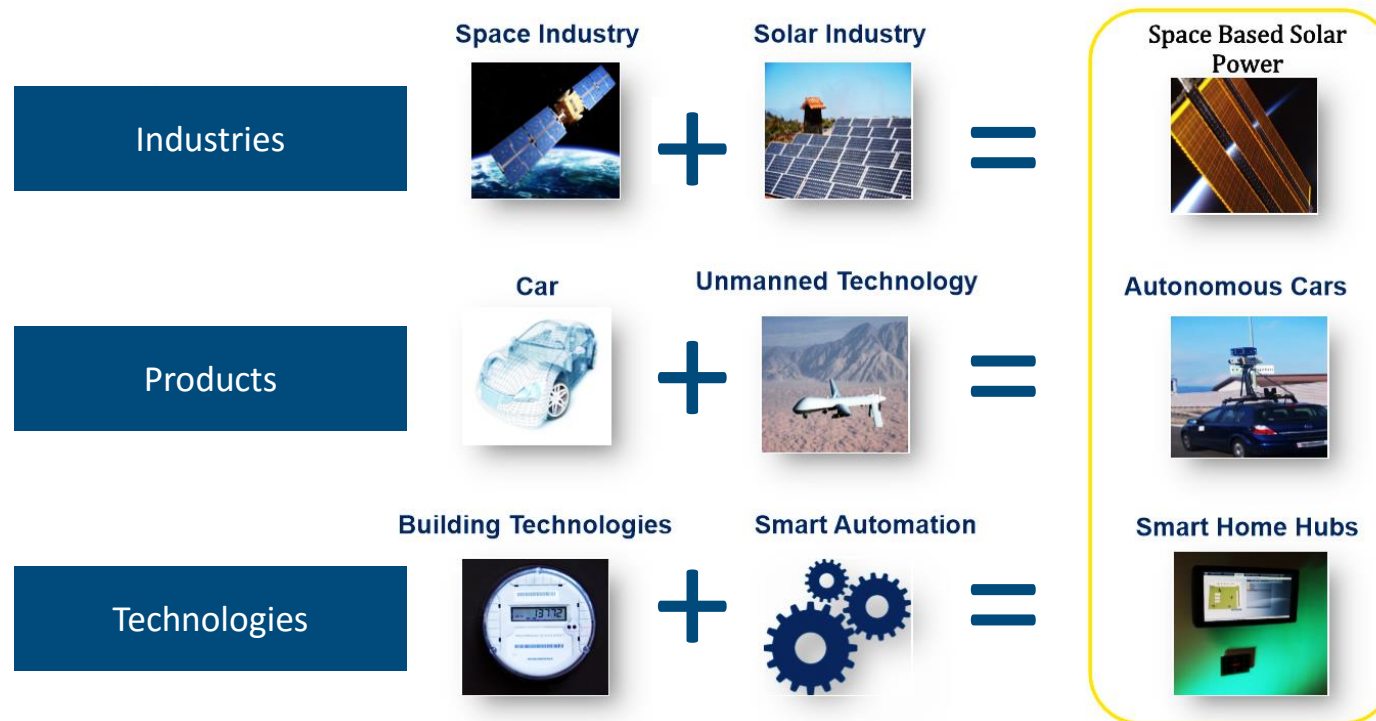 Space Industry
Solar Industry
Space Based Solar
Power
Industries
+
=
Car
Unmanned Technology
Autonomous Cars
Products
+
=
Building Technologies
Smart Automation
Smart Home Hubs
Technologies
+
=